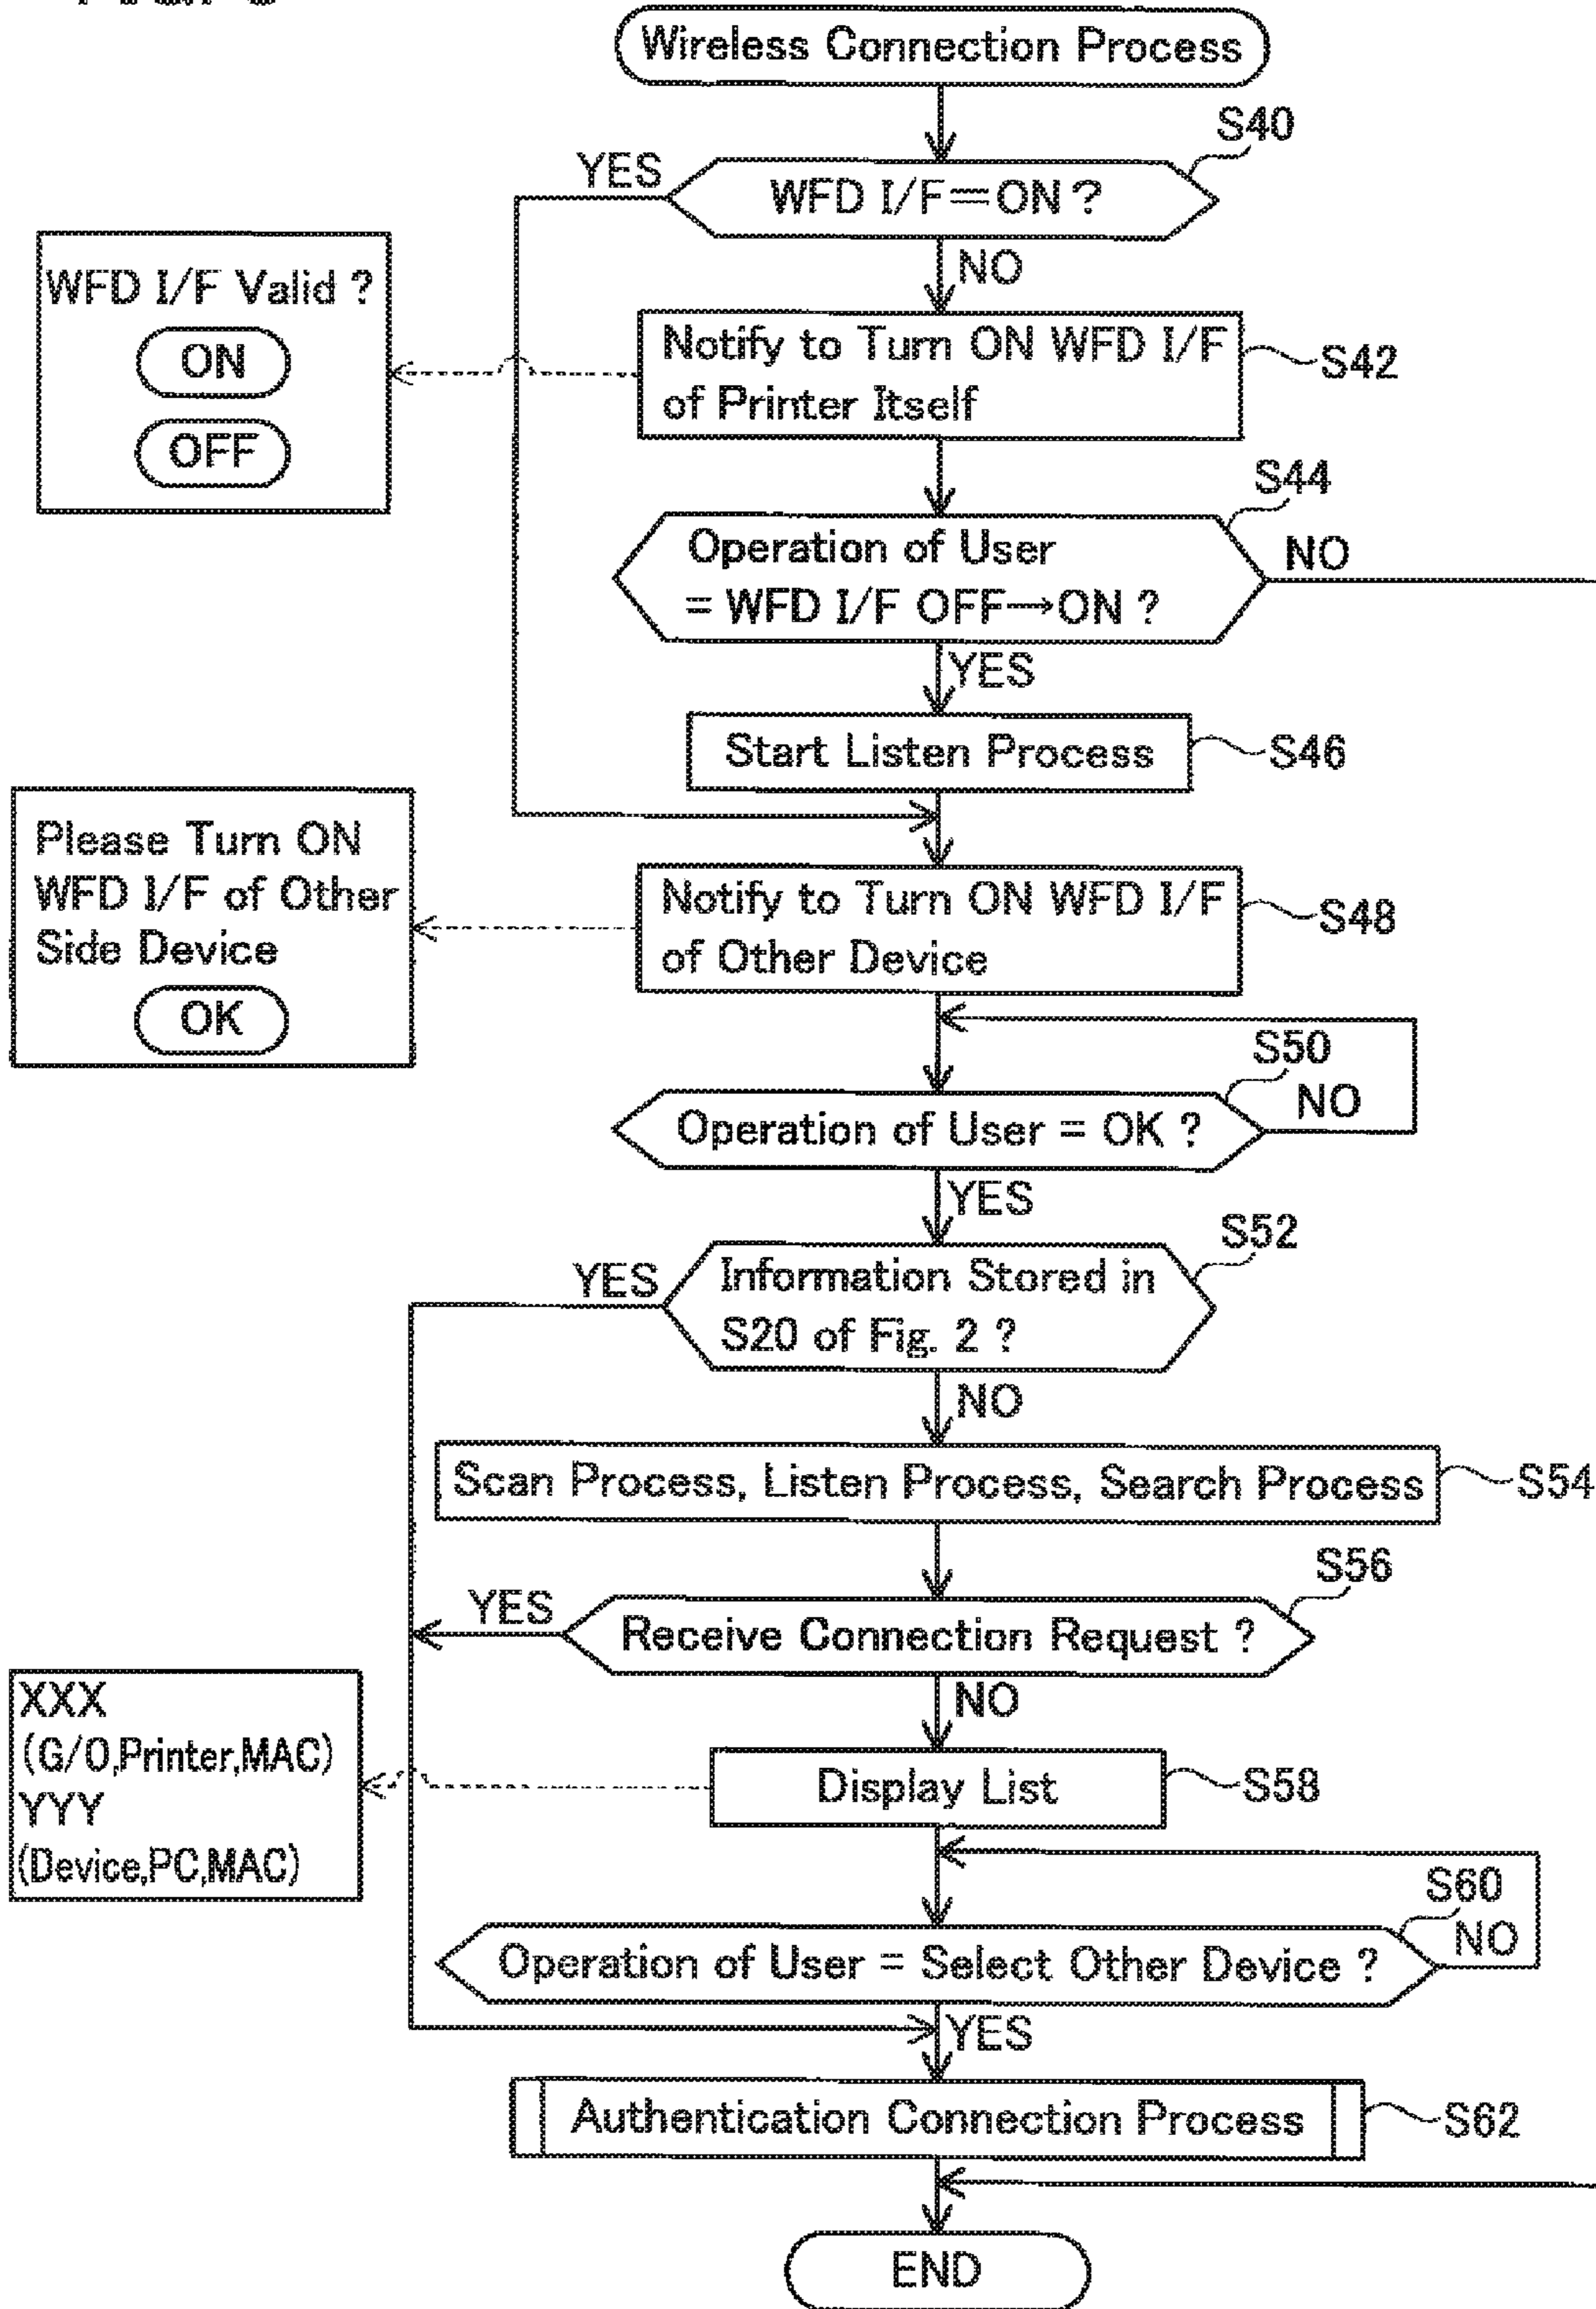 Wireless Connection Process
S40
YES
WFD I/F=ON ?
NO
WFD I/F Valid ?
ON
OFF
Notify to Turn ON WFD I/F
of Printer Itself
S42
S44
Operation of User
= WFD I/F OFF→ON ?
NO
YES
Start Listen Process
S46
Please Turn ON
WFD I/F of Other
Side Device
OK
Notify to Turn ON WFD I/F
of Other Device
S48
S50
NO
Operation of User = OK ?
YES
S52
YES
Information Stored in
S20 of Fig. 2 ?
NO
Scan Process, Listen Process, Search Process
S54
S56
YES
Receive Connection Request ?
NO
XXX
(G/O,Printer,MAC)
YYY
(Device,PC,MAC)
Display List
S58
S60
NO
Operation of User = Select Other Device ?
YES
Authentication Connection Process
S62
END